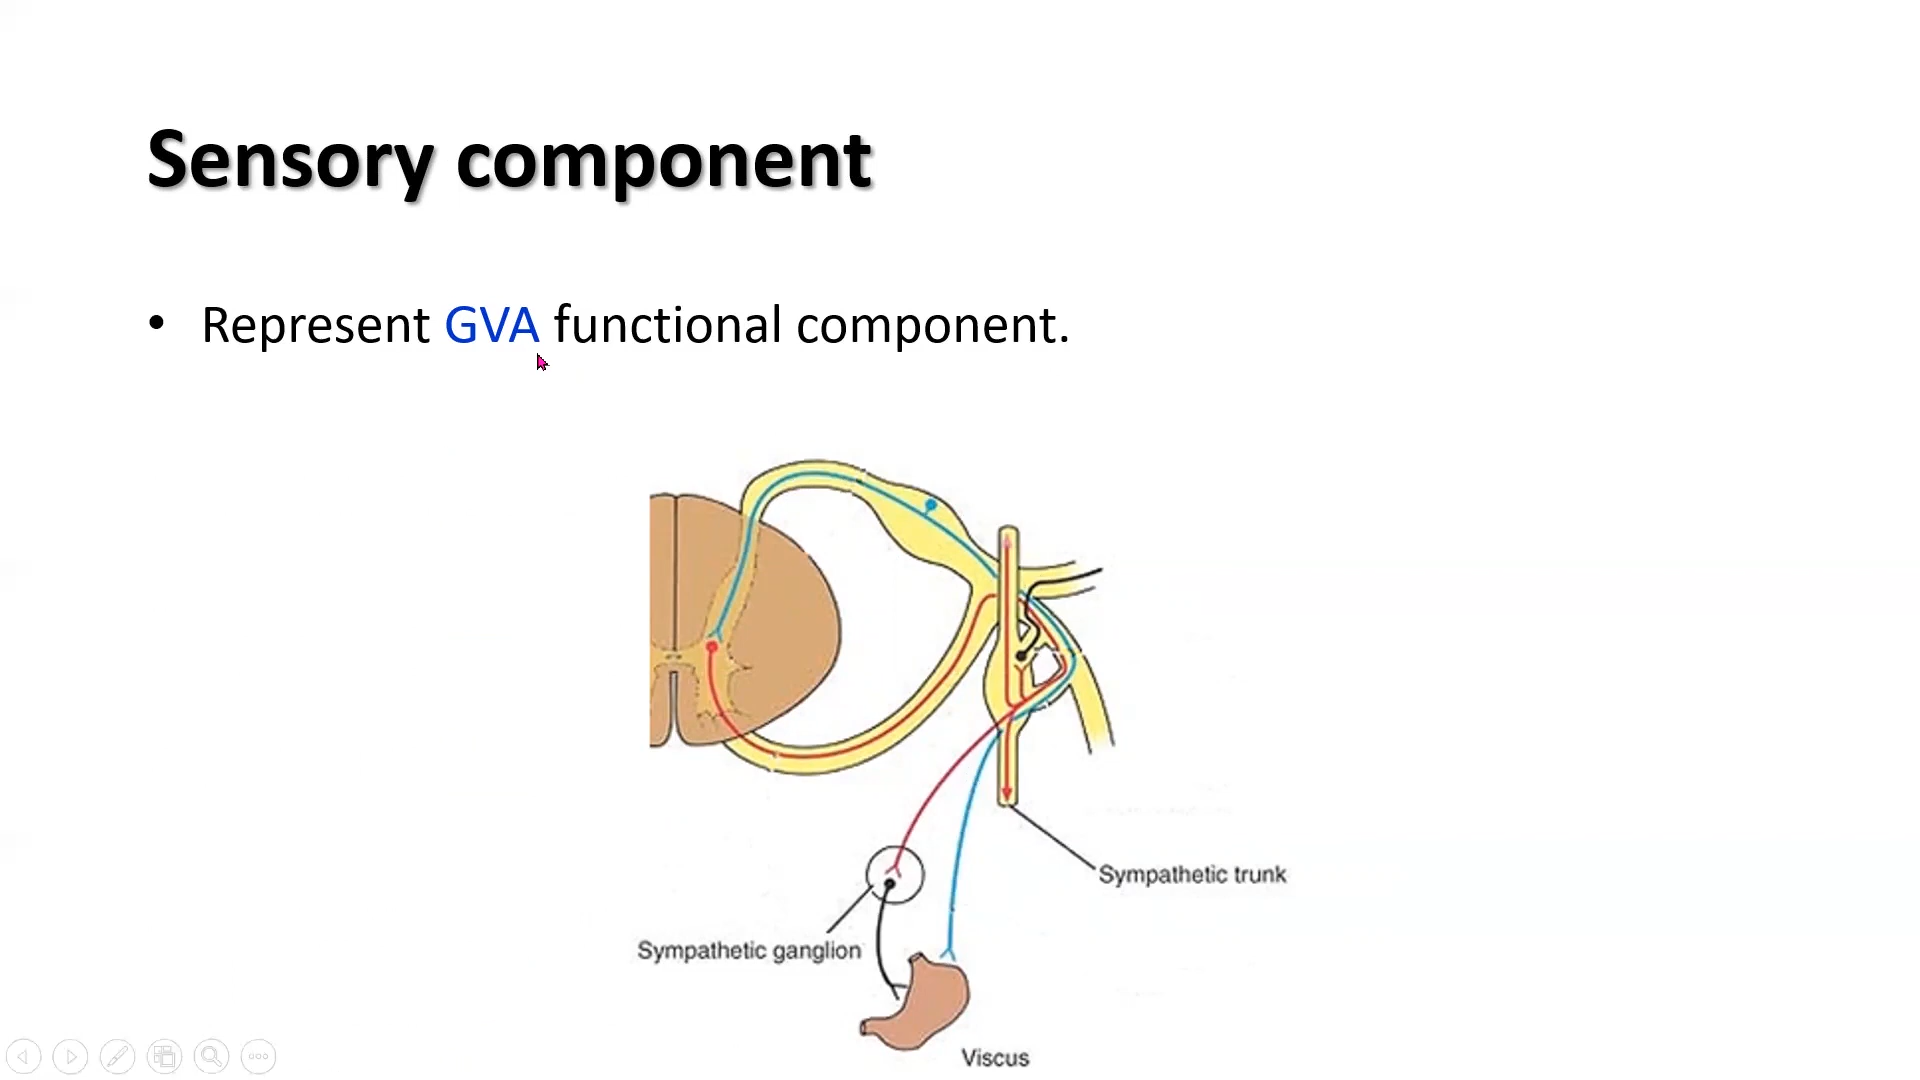 Sensory component
• Represent GVA functional component.
Sympathetic trunk
Sympathetic ganglion
Viscus